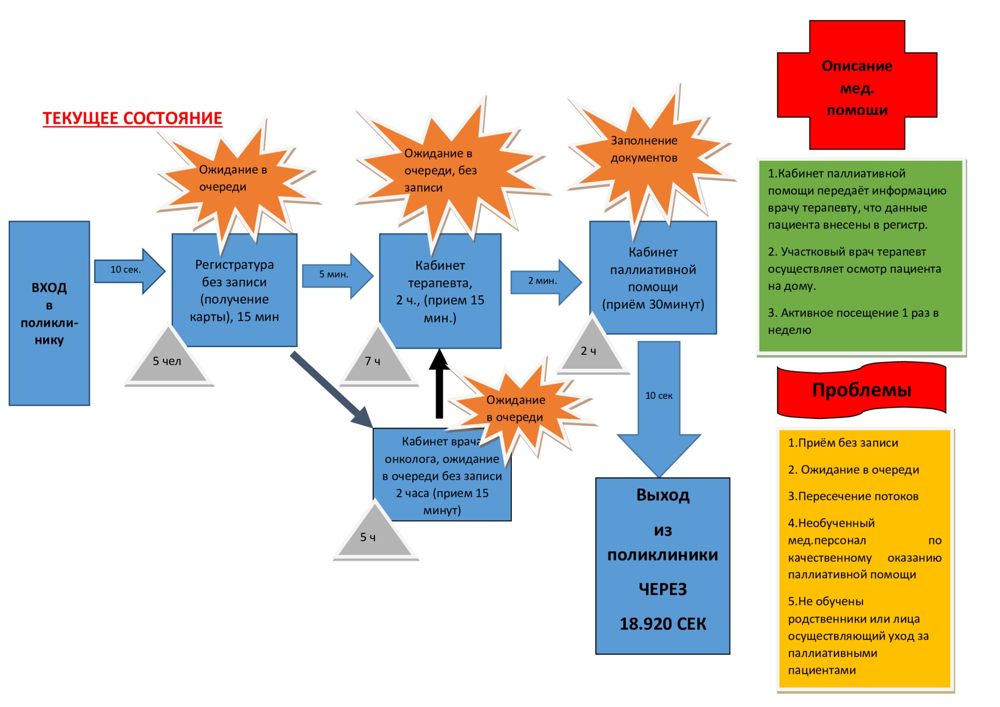 ТЕКУЩЕЕ СОСТОЯНИЕ
Ожидание в
очереди
Ожидание в
очереди, без
записи
Заполнение
документов
ВХОД
в
поликли-
нику
10 сек.
Регистратура
без записи
(получение
карты), 15 мин
5 чел
5 мин.
Кабинет
терапевта,
2 ч., (прием 15
мин.)
7 ч
2 мин.
Кабинет
паллиативной
помощи
(приём 30минут)
2 ч
Ожидание
в очереди
Кабинет врача
онколога, ожидание
в очереди без записи
2 часа (прием 15
минут)
5 ч
10 сек
Выход
из
поликлиники
ЧЕРЕЗ
18.920 СЕК
Описание
мед.
помощи
1.Кабинет паллиативной
помощи передаёт информацию
врачу терапевту, что данные
пациента внесены в регистр.
2. Участковый врач терапевт
осуществляет осмотр пациента
на дому.
3. Активное посещение 1 раз в
неделю
Проблемы
1.Приём без записи
2. Ожидание в очереди
3.Пересечение потоков
4.Необученный
мед.персонал по
качественному оказанию
паллиативной помощи
5.Не обучены
родственники или лица
осуществляющий уход за
паллиативными
пациентами